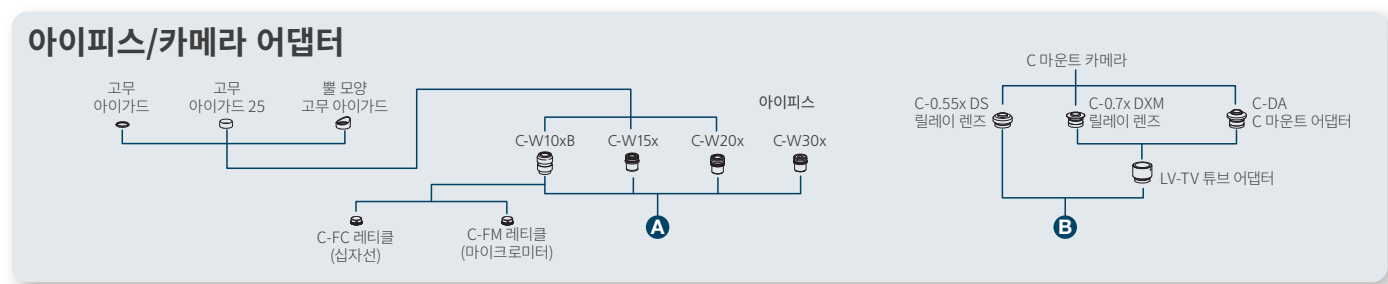 아이피스/카메라 어댑터
고무
아이가드
고무
아이가드 25
뿔 모양
고무 아이가드
아이피스
C-W10xB
C-W15x
C-W20x
C-W30x
C-FC 레티클
(십자선)
C-FM 레티클
(마이크로미터)
A
C 마운트 카메라
C-0.55x DS
릴레이 렌즈
C-0.7x DXM
릴레이 렌즈
C-DA
C 마운트 어댑터
LV-TV 튜브 어댑터
B